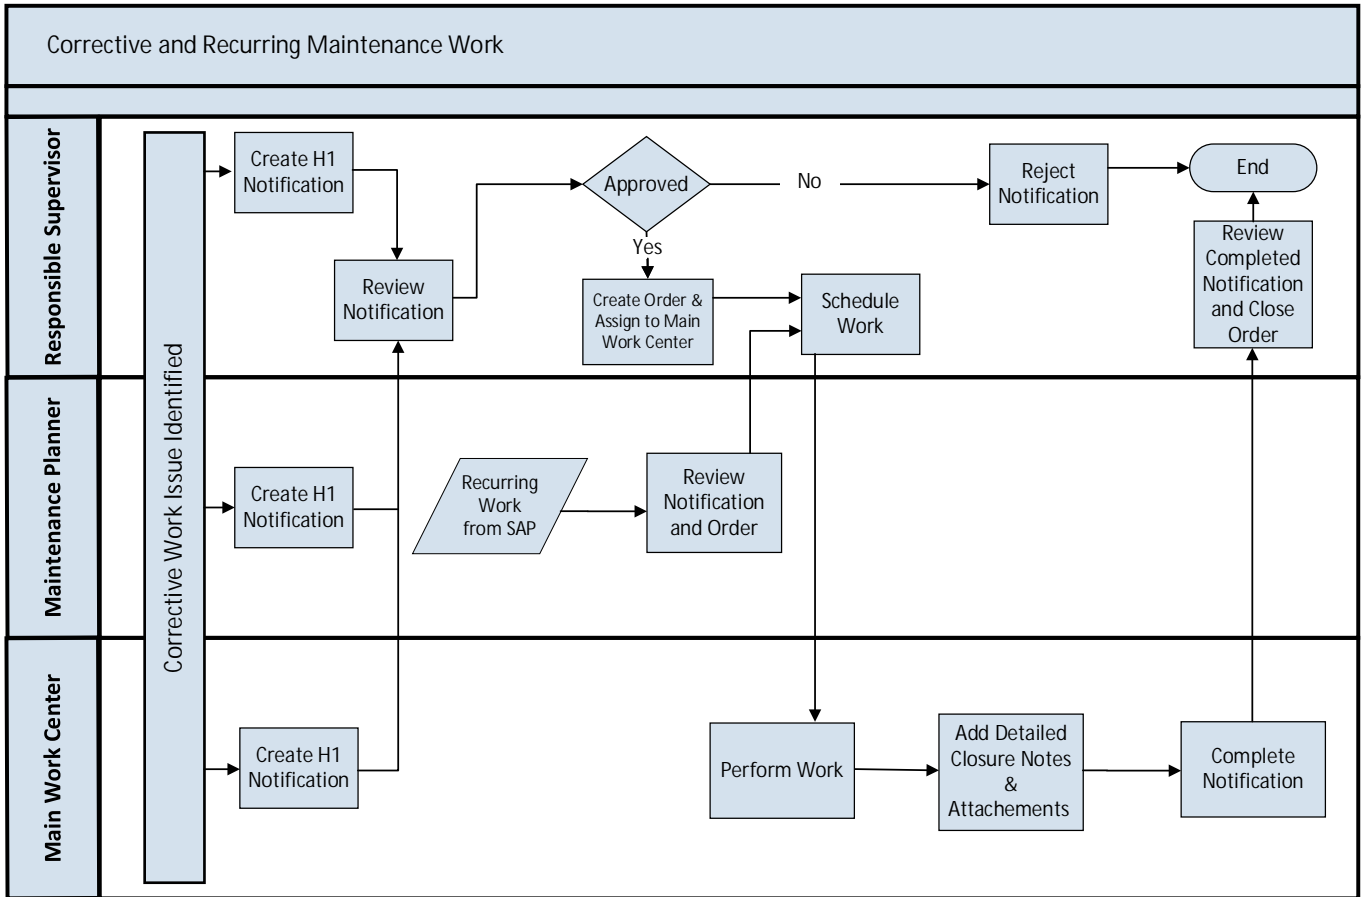 Corrective and Recurring Maintenance Work
Responsible Supervisor
Corrective Work Issue Identified
Create H1
Notification
Review
Notification
Approved
No
Yes
Create Order &
Assign to Main
Work Center
Schedule
Work
Reject
Notification
End
Review
Completed
Notification
and Close
Order
Maintenance Planner
Create H1
Notification
Recurring
Work
from SAP
Review
Notification
and Order
Main Work Center
Create H1
Notification
Perform Work
Add Detailed
Closure Notes
&
Attachements
Complete
Notification